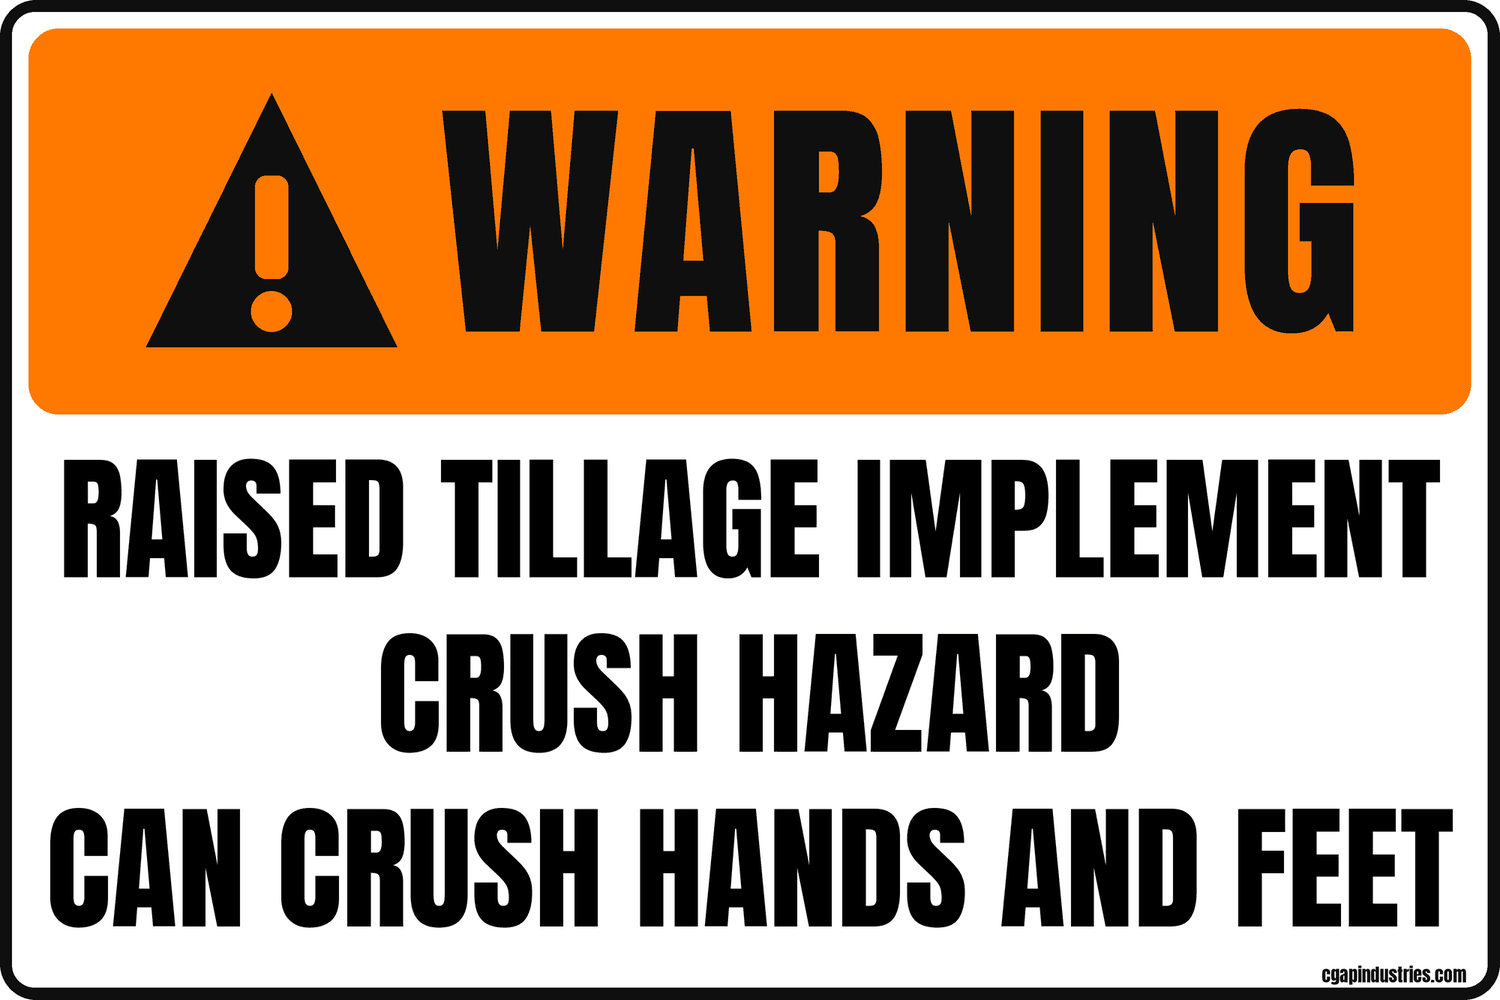 WARNING
RAISED TILLAGE IMPLEMENT
CRUSH HAZARD
CAN CRUSH HANDS AND FEET
cgapindustries.com